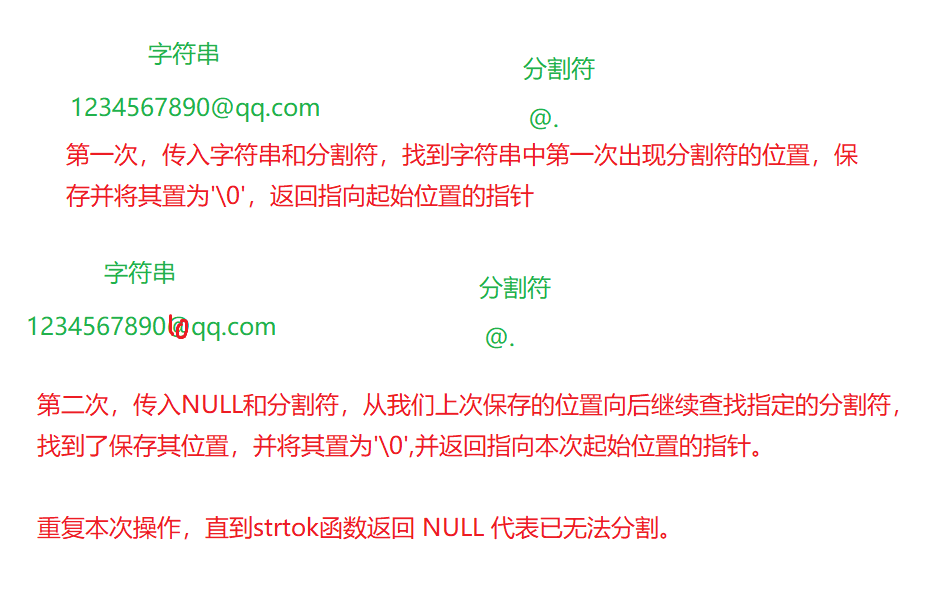 字符串
分割符
1234567890@qq.com
@.
第一次，传入字符串和分割符，找到字符串中第一次出现分割符的位置，保
存并将其置为'\0'，返回指向起始位置的指针
字符串
分割符
1234567890@qq.com
\0
@.
第二次，传入NULL和分割符，从我们上次保存的位置向后继续查找指定的分割符，
找到了保存其位置，并将其置为'\0',并返回指向本次起始位置的指针。
重复本次操作，直到strtok函数返回 NULL 代表已无法分割。